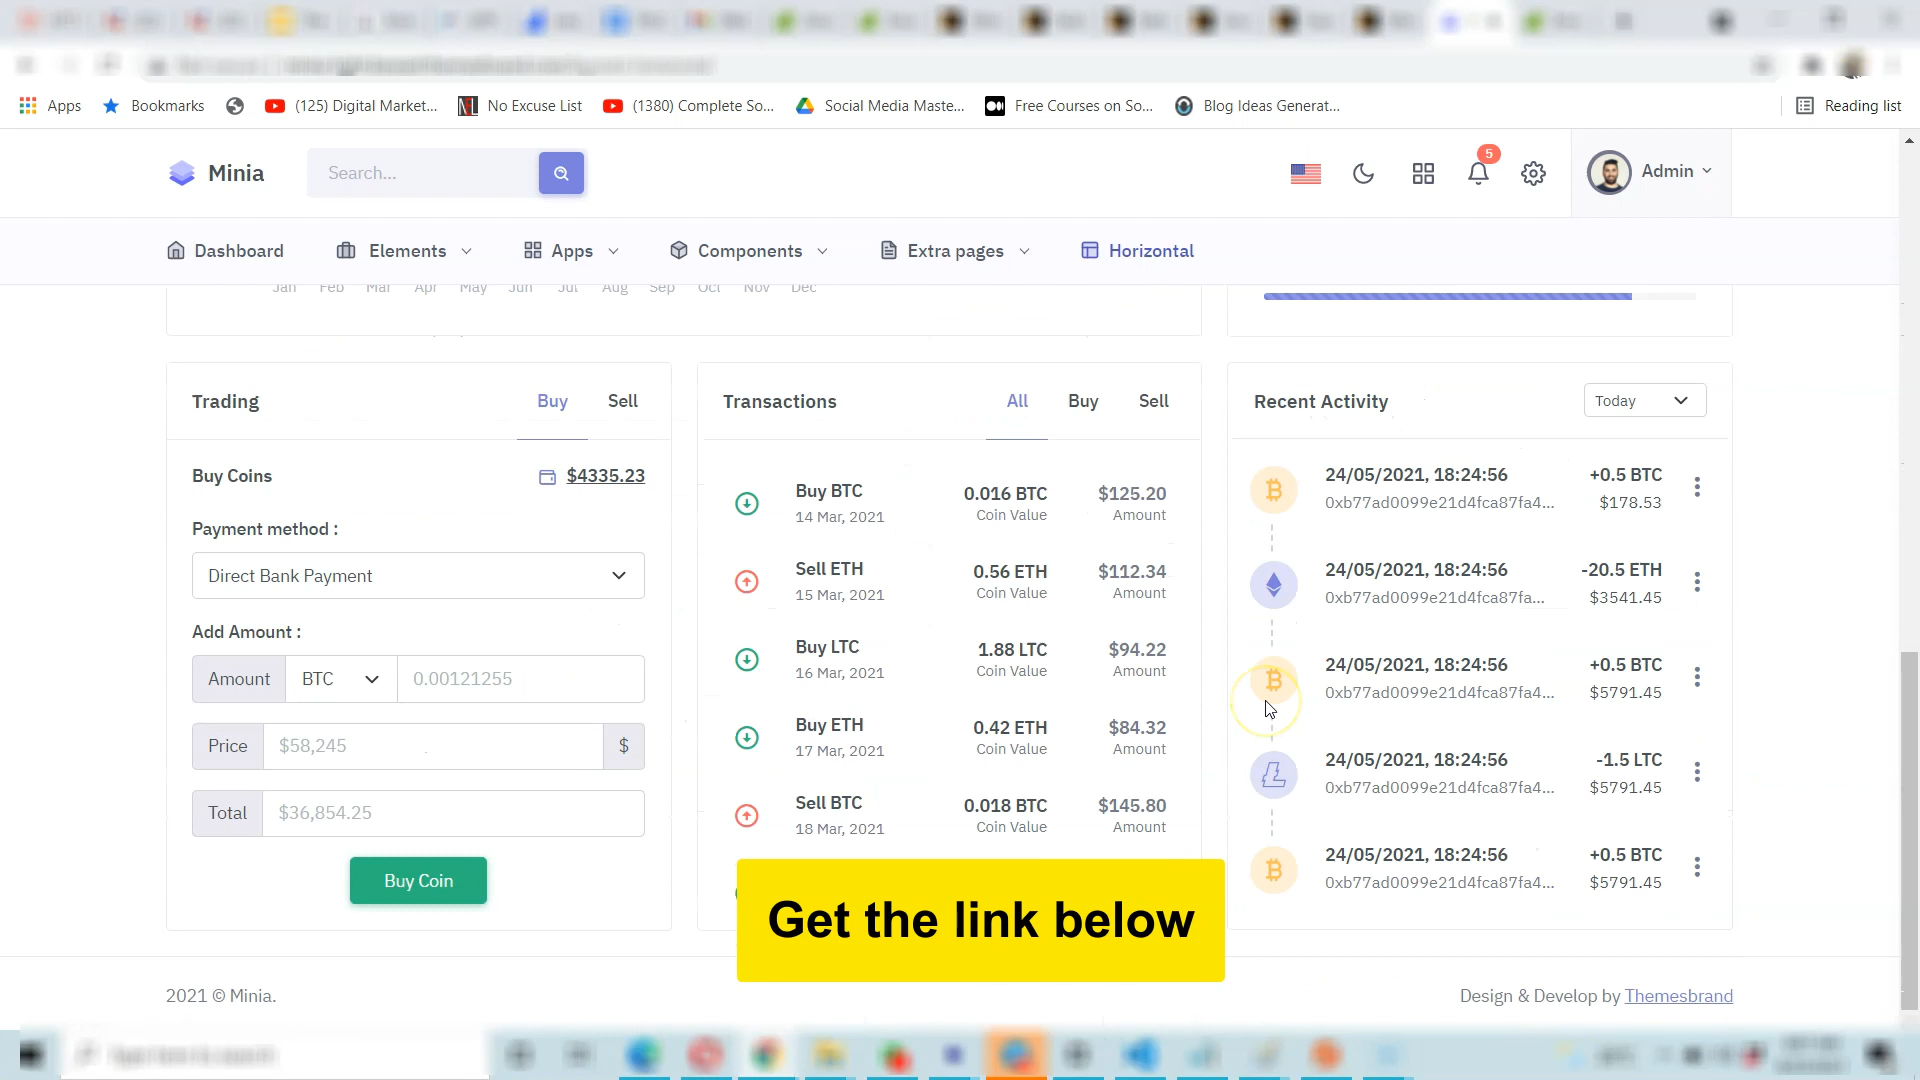 Apps
Bookmarks
(125) Digital Market...
No Excuse List
(1380) Complete So...
Social Media Maste...
Free Courses on So...
Blog Ideas Generat...
Reading list
Minia
Search...
5
Admin
Dashboard
Elements
Apps
Components
Extra pages
Horizontal
Jan Feb Mar Apr May Jun Jul Aug Sep Oct Nov Dec
Trading
Buy
Sell
Buy Coins
$4335.23
Payment method :
Direct Bank Payment
Add Amount :
Amount
BTC
0.00121255
Price
$58,245
$
Total
$36,854.25
Buy Coin
Transactions
All
Buy
Sell
Buy BTC
14 Mar, 2021
0.016 BTC
Coin Value
$125.20
Amount
Sell ETH
15 Mar, 2021
0.56 ETH
Coin Value
$112.34
Amount
Buy LTC
16 Mar, 2021
1.88 LTC
Coin Value
$94.22
Amount
Buy ETH
17 Mar, 2021
0.42 ETH
Coin Value
$84.32
Amount
Sell BTC
18 Mar, 2021
0.018 BTC
Coin Value
$145.80
Amount
Get the link below
Recent Activity
Today
24/05/2021, 18:24:56
0xb77ad0099e21d4fca87fa4...
+0.5 BTC
$178.53
24/05/2021, 18:24:56
0xb77ad0099e21d4fca87fa...
-20.5 ETH
$3541.45
24/05/2021, 18:24:56
0xb77ad0099e21d4fca87fa4...
+0.5 BTC
$5791.45
24/05/2021, 18:24:56
0xb77ad0099e21d4fca87fa4...
-1.5 LTC
$5791.45
24/05/2021, 18:24:56
0xb77ad0099e21d4fca87fa4...
+0.5 BTC
$5791.45
2021 © Minia.
Design & Develop by Themesbrand